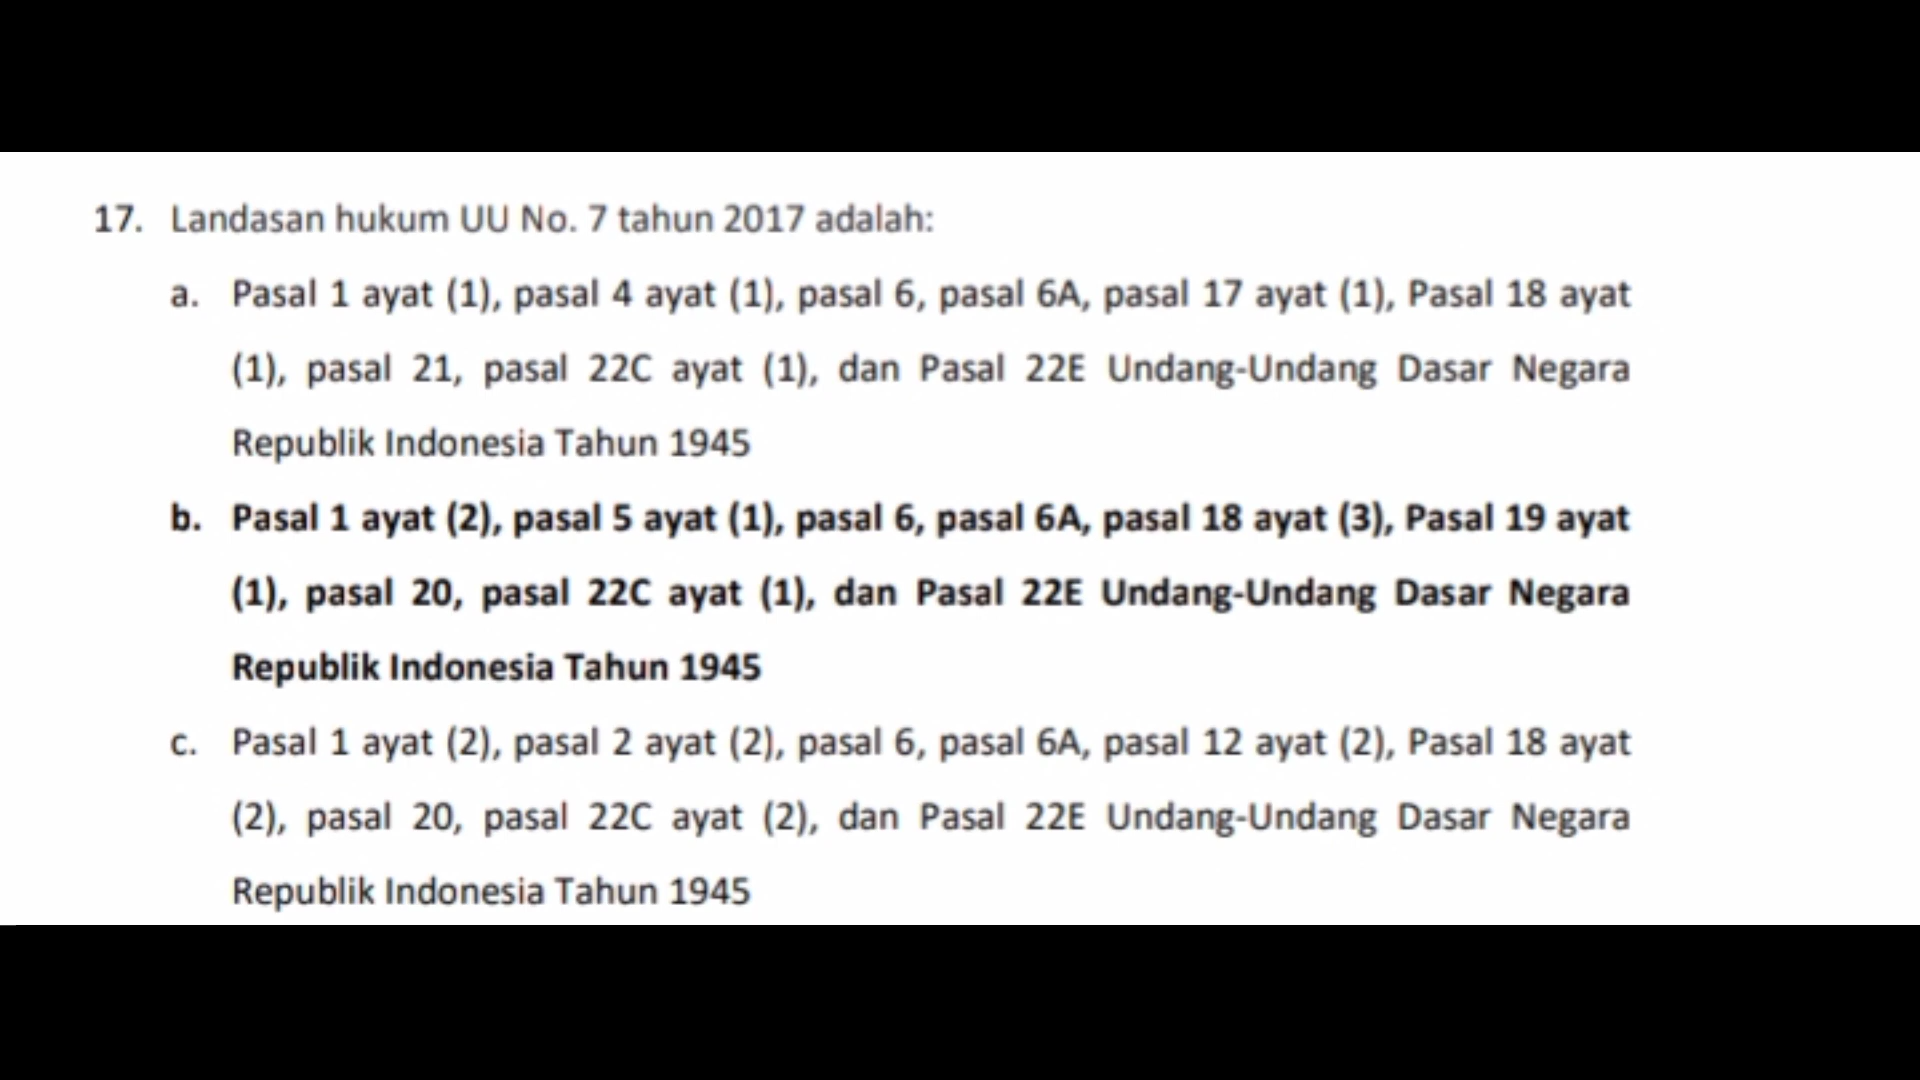 17. Landasan hukum UU No. 7 tahun 2017 adalah:
a. Pasal 1 ayat (1), pasal 4 ayat (1), pasal 6, pasal 6A, pasal 17 ayat (1), Pasal 18 ayat
(1), pasal 21, pasal 22C ayat (1), dan Pasal 22E Undang-Undang Dasar Negara
Republik Indonesia Tahun 1945
b. Pasal 1 ayat (2), pasal 5 ayat (1), pasal 6, pasal 6A, pasal 18 ayat (3), Pasal 19 ayat
(1), pasal 20, pasal 22C ayat (1), dan Pasal 22E Undang-Undang Dasar Negara
Republik Indonesia Tahun 1945
c. Pasal 1 ayat (2), pasal 2 ayat (2), pasal 6, pasal 6A, pasal 12 ayat (2), Pasal 18 ayat
(2), pasal 20, pasal 22C ayat (2), dan Pasal 22E Undang-Undang Dasar Negara
Republik Indonesia Tahun 1945